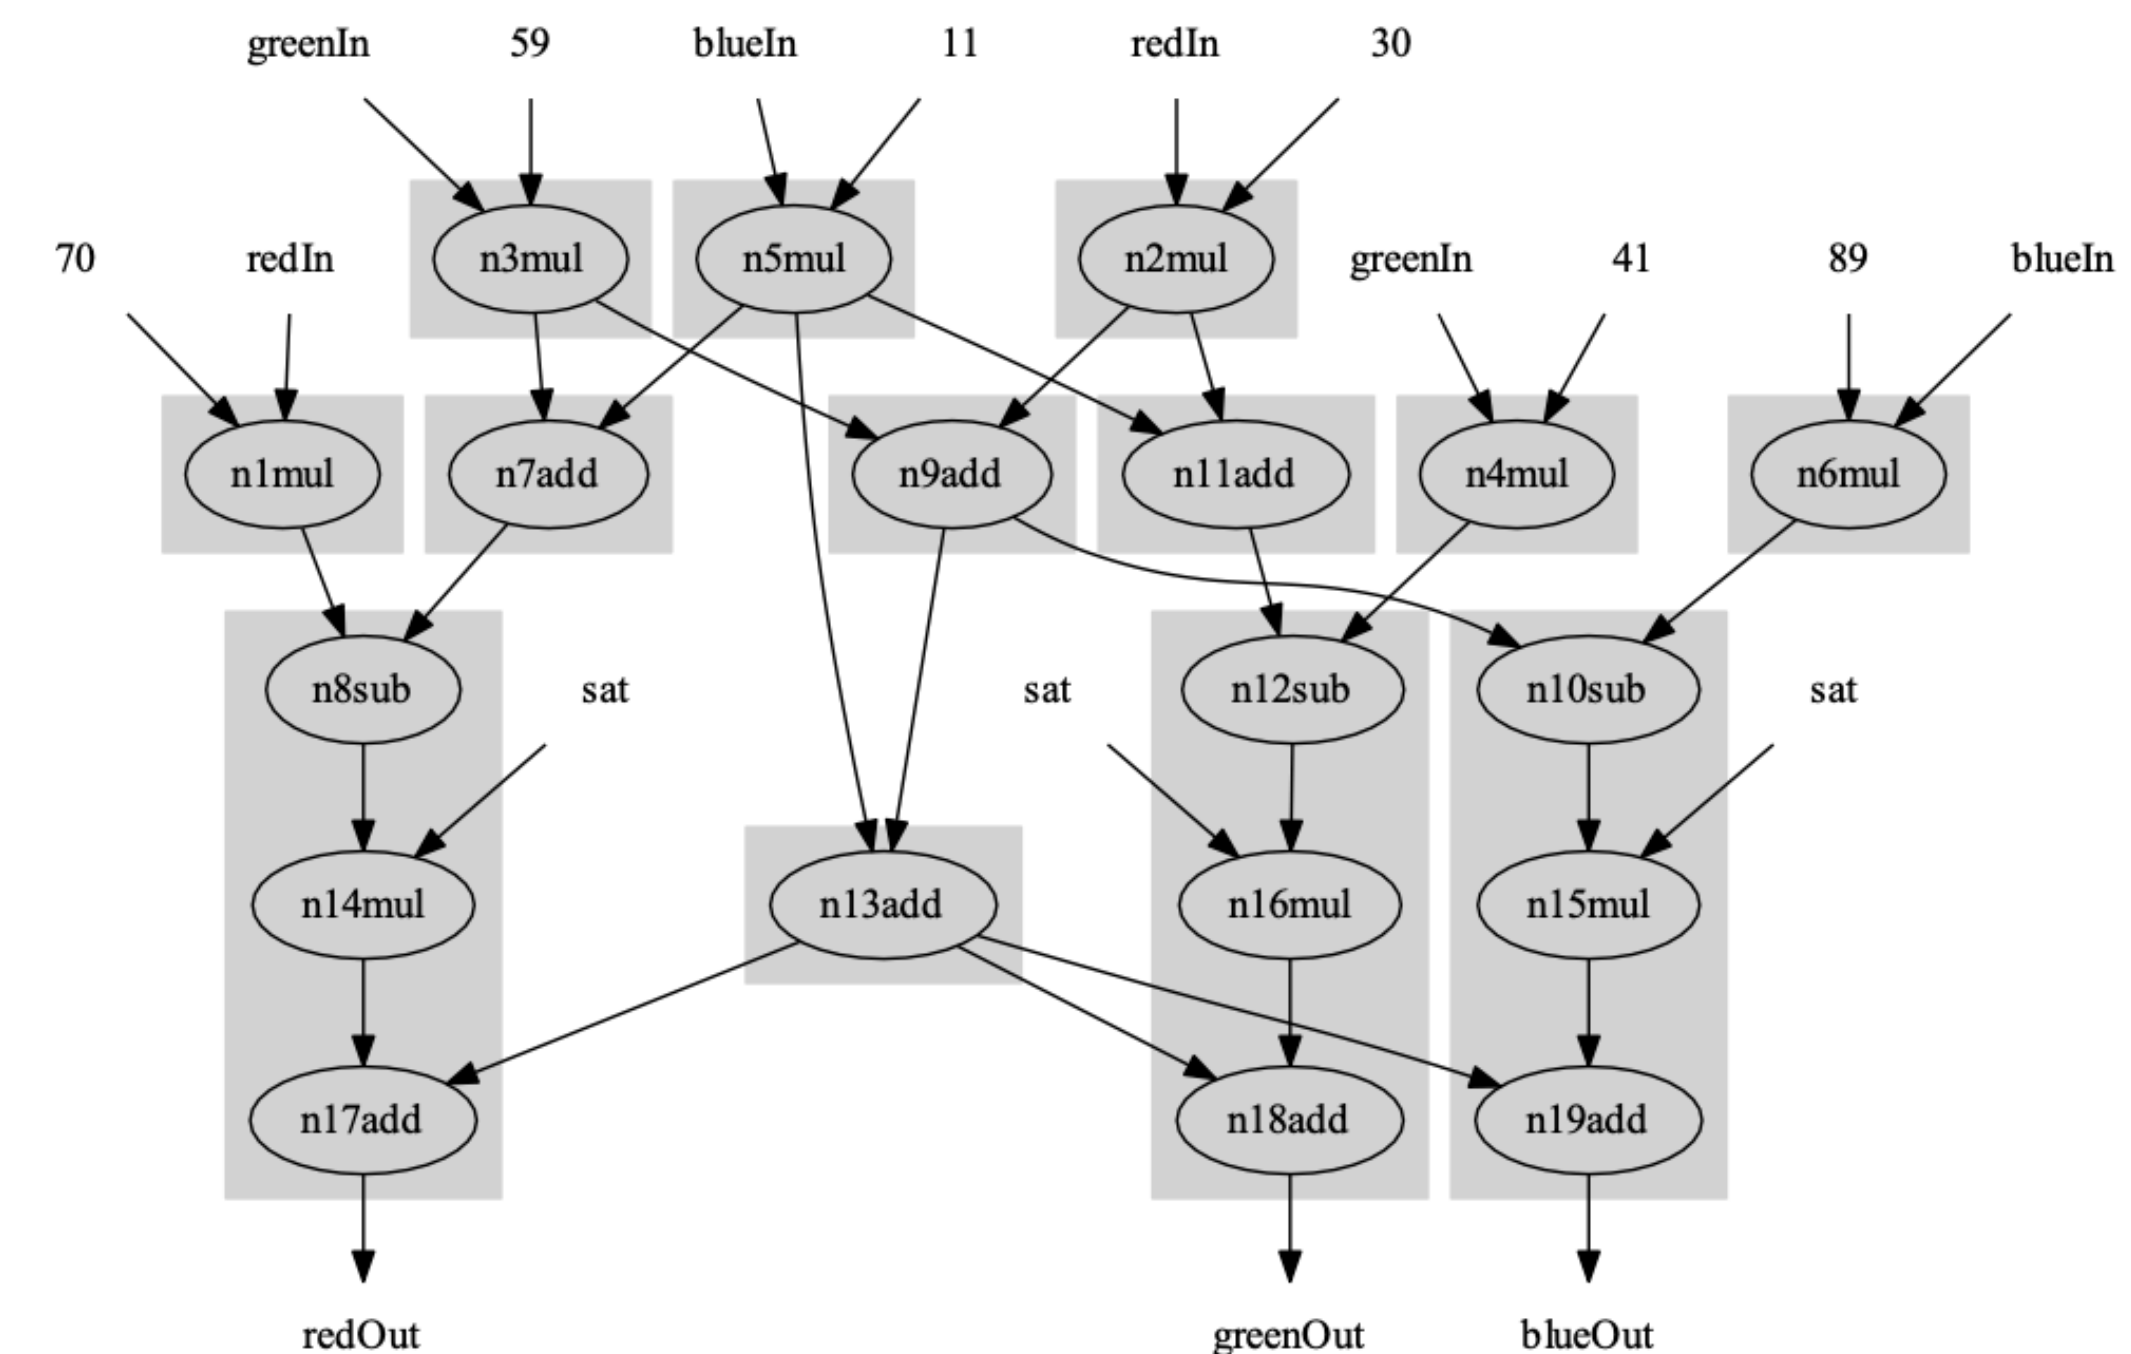 greenIn 59 blueIn 11 redIn 30
70 redIn n3mul n5mul n2mul greenIn 41 89 blueIn
n1mul n7add n9add n11add n4mul n6mul
n8sub sat sat n12sub n10sub sat
n14mul n13add n16mul n15mul
n17add n18add n19add
redOut greenOut blueOut